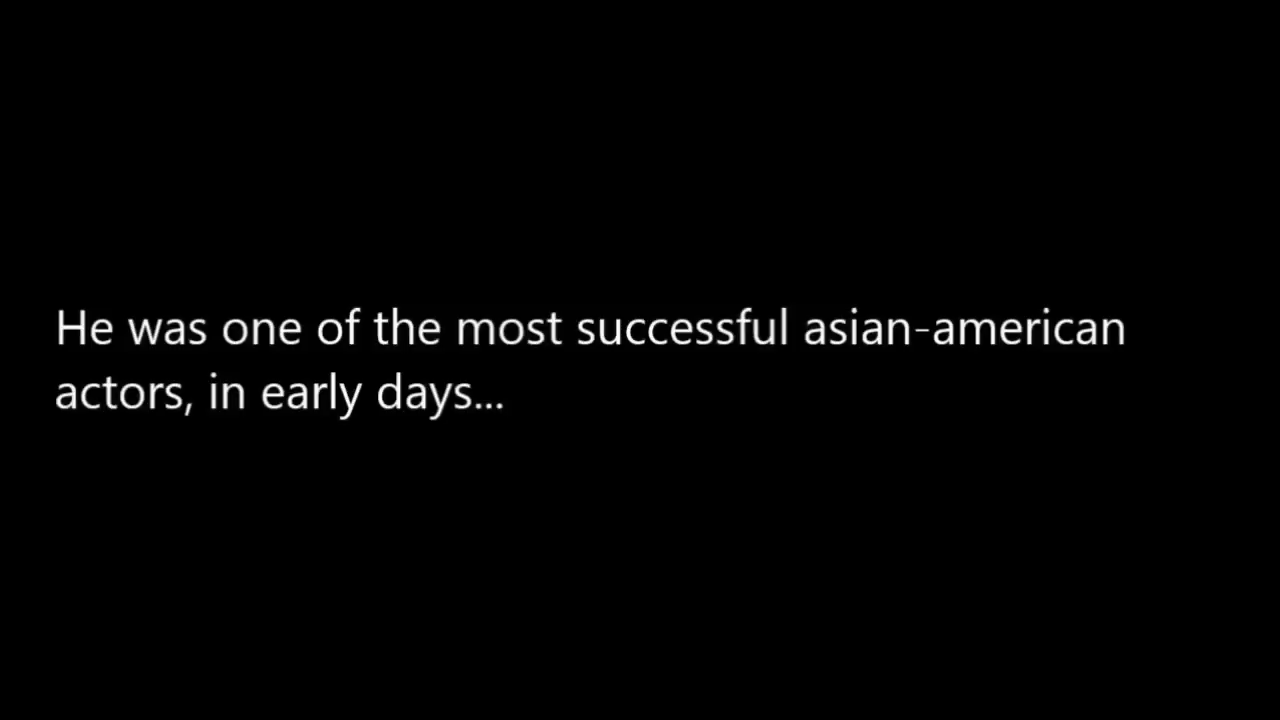 He was one of the most successful asian-american
actors, in early days...